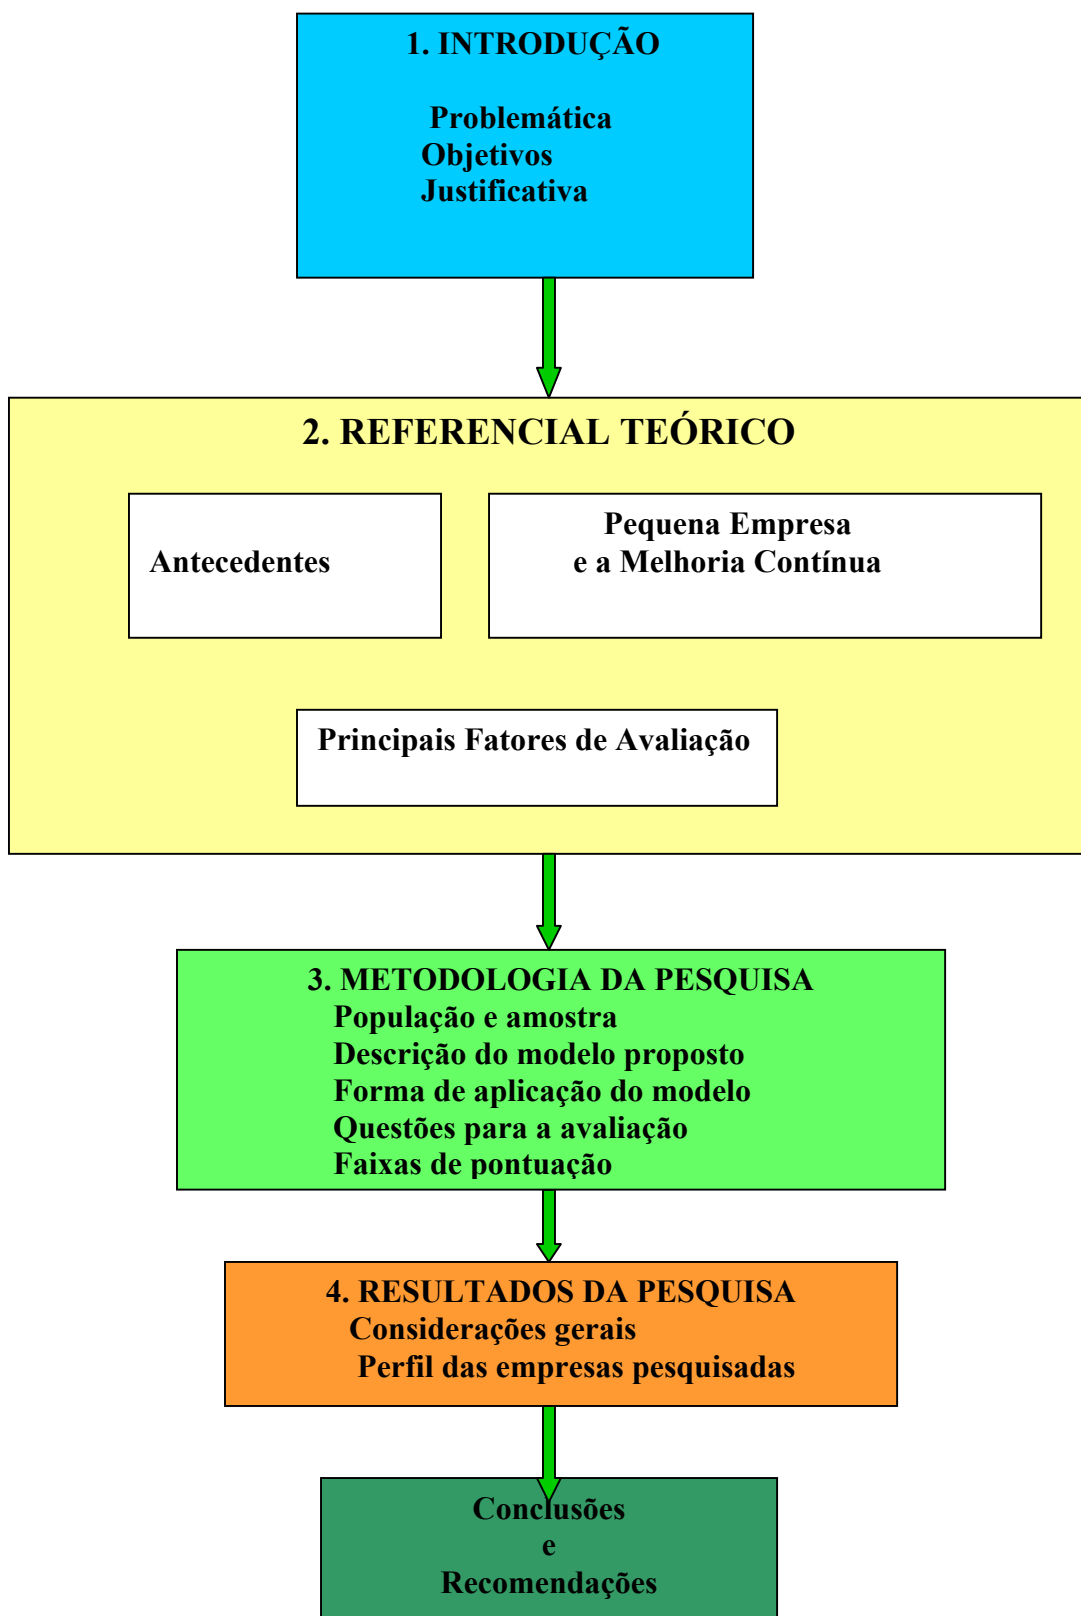 1. INTRODUÇÃO
Problemática
Objetivos
Justificativa
2. REFERENCIAL TEÓRICO
Antecedentes
Pequena Empresa
e a Melhoria Contínua
Principais Fatores de Avaliação
3. METODOLOGIA DA PESQUISA
População e amostra
Descrição do modelo proposto
Forma de aplicação do modelo
Questões para a avaliação
Faixas de pontuação
4. RESULTADOS DA PESQUISA
Considerações gerais
Perfil das empresas pesquisadas
Conclusões
e
Recomendações